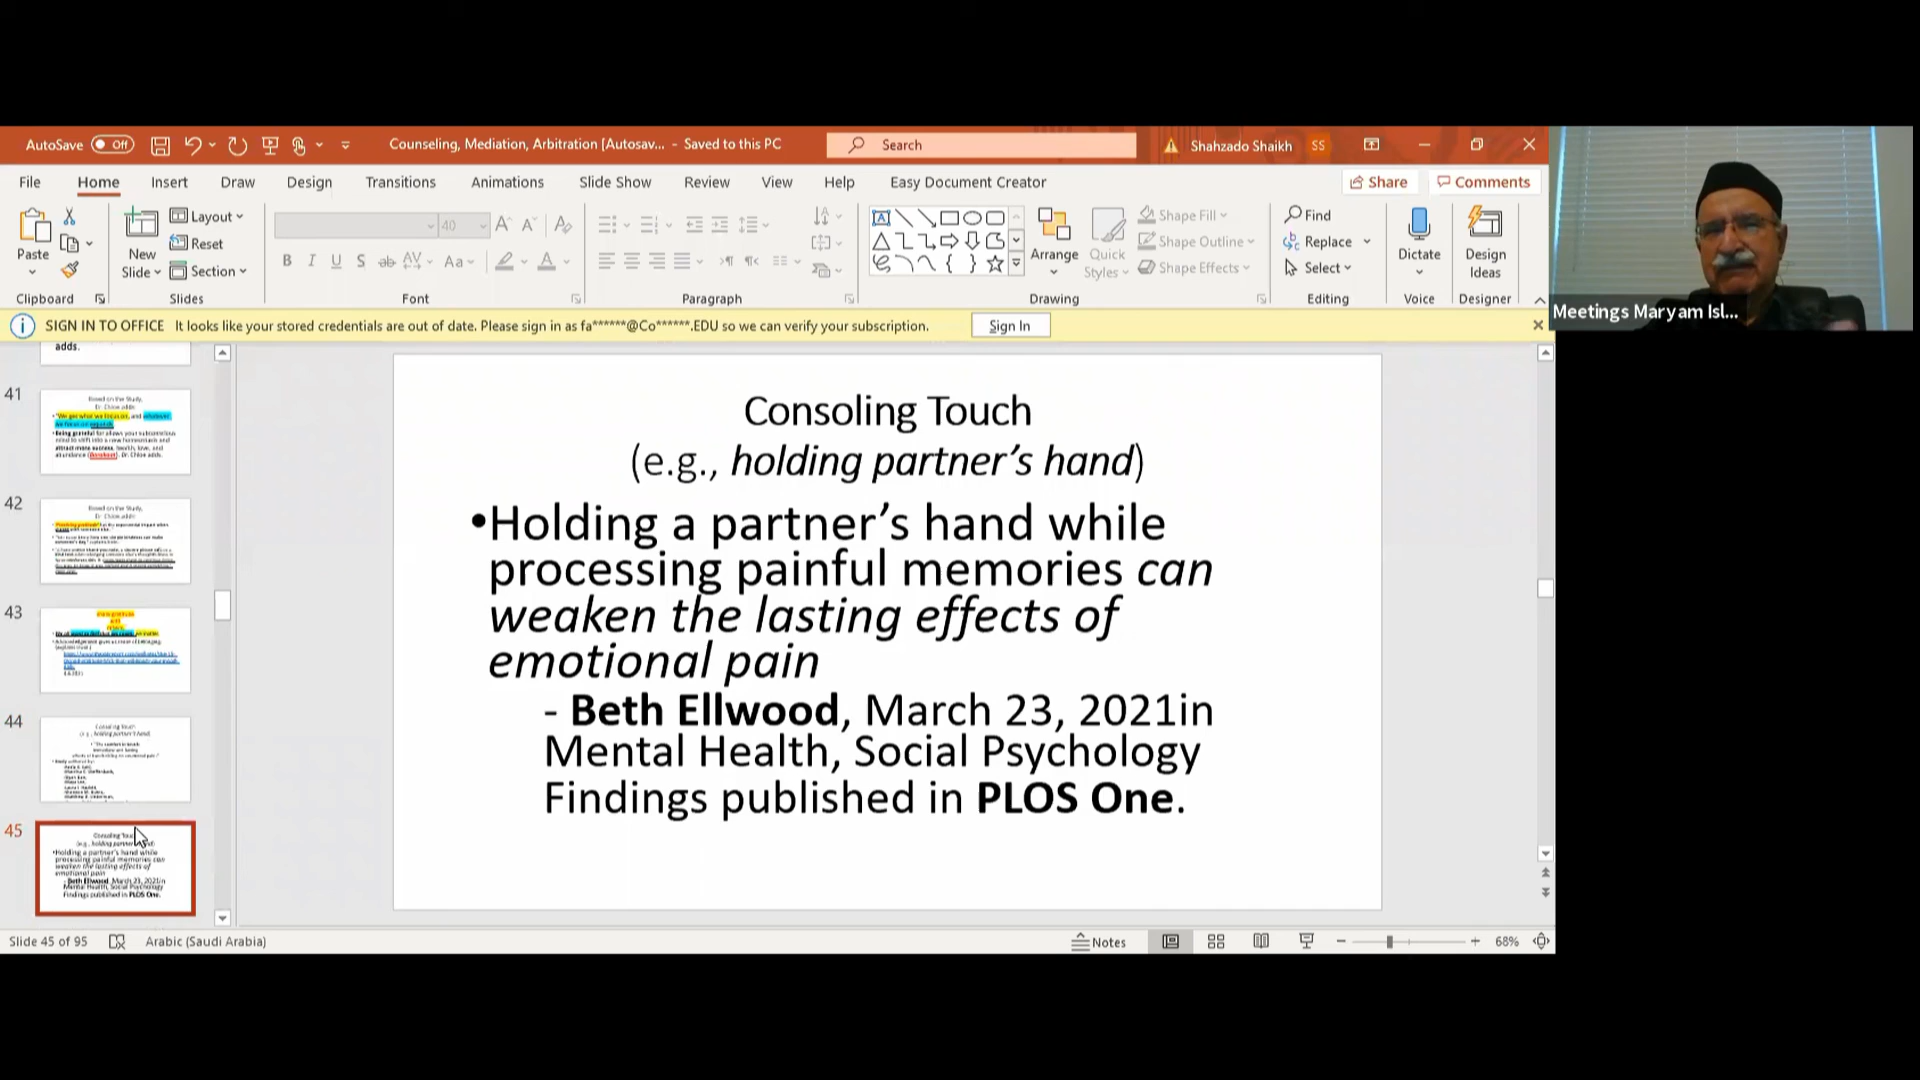 AutoSave Off Counseling, Mediation, Arbitration [Autosav... - Saved to this PC Search Shahzado Shaikh SS
File Home Insert Draw Design Transitions Animations Slide Show Review View Help Easy Document Creator Share Comments
Paste
New
Slide
Layout
Reset
Section
40
B I U S ab AV Aa A
Arrange
Quick
Styles
Shape Fill
Shape Outline
Shape Effects
Find
Replace
Select
Dictate
Design
Ideas
Clipboard Slides Font Paragraph Drawing Editing Voice Designer
Meetings Maryam Isl...
SIGN IN TO OFFICE It looks like your stored credentials are out of date. Please sign in as fa******@Co******.EDU so we can verify your subscription. Sign In
adds.
41
42
43
44
45
Consoling Touch
(e.g., holding partner’s hand)
•Holding a partner’s hand while
processing painful memories can
weaken the lasting effects of
emotional pain
- Beth Ellwood, March 23, 2021in
Mental Health, Social Psychology
Findings published in PLOS One.
Slide 45 of 95 Arabic (Saudi Arabia) Notes 68%